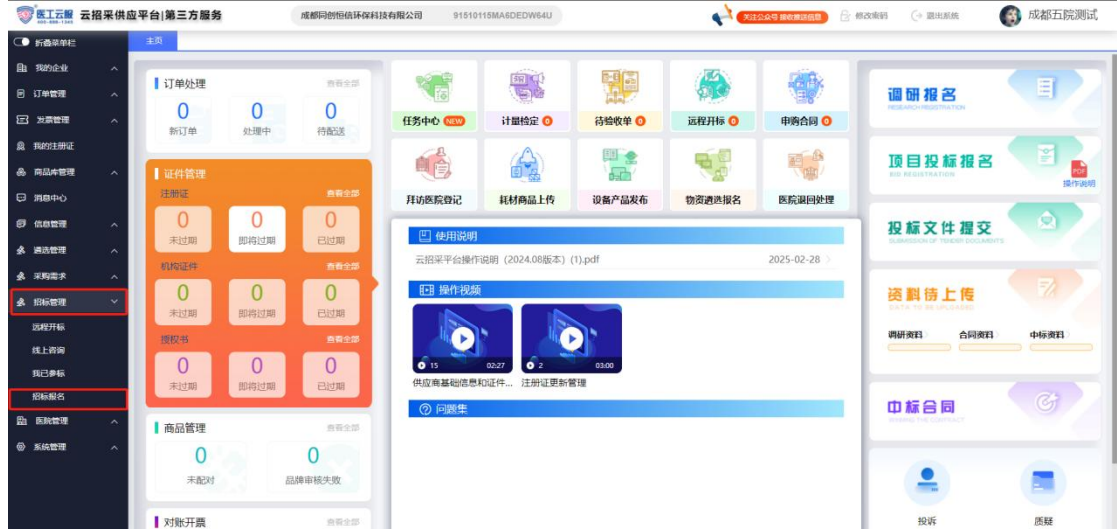 医工云服 云招采供应平台|第三方服务
400-888-1365
成都同创恒信环保科技有限公司 91510115MA6DEDW64U
关注公众号 接收推送信息
修改密码
退出系统
成都五院测试
折叠菜单栏
主页
我的企业
订单管理
发票管理
我的注册证
商品库管理
消息中心
信息管理
遴选管理
采购需求
招标管理
远程开标
线上咨询
我已参标
招标报名
医院管理
系统管理
订单处理 查看全部
0 0 0
新订单 处理中 待配送
证件管理
注册证 查看全部
0 0 0
未过期 即将过期 已过期
机构证件 查看全部
0 0 0
未过期 即将过期 已过期
授权书 查看全部
0 0 0
未过期 即将过期 已过期
商品管理 查看全部
0 0
未配对 品牌审核失败
对账开票 查看全部
任务中心 NEW 计量检定 0 待验收单 0 远程开标 0 申购合同 0
拜访医院登记 耗材商品上传 设备产品发布 物资遴选报名 医院退回处理
使用说明
云招采平台操作说明 (2024.08版本) (1).pdf 2025-02-28
操作视频
15 02:27 2 03:00
供应商基础信息和证件... 注册证更新管理
问题集
调研报名
RESEARCH REGISTRATION
项目投标报名
BID REGISTRATION
PDF
操作说明
投标文件提交
SUBMISSION OF TENDER DOCUMENTS
资料待上传
DATA TO BE UPLOADED
调研资料 合同资料 中标资料
中标合同
WINNING THE CONTRACT
投诉 质疑